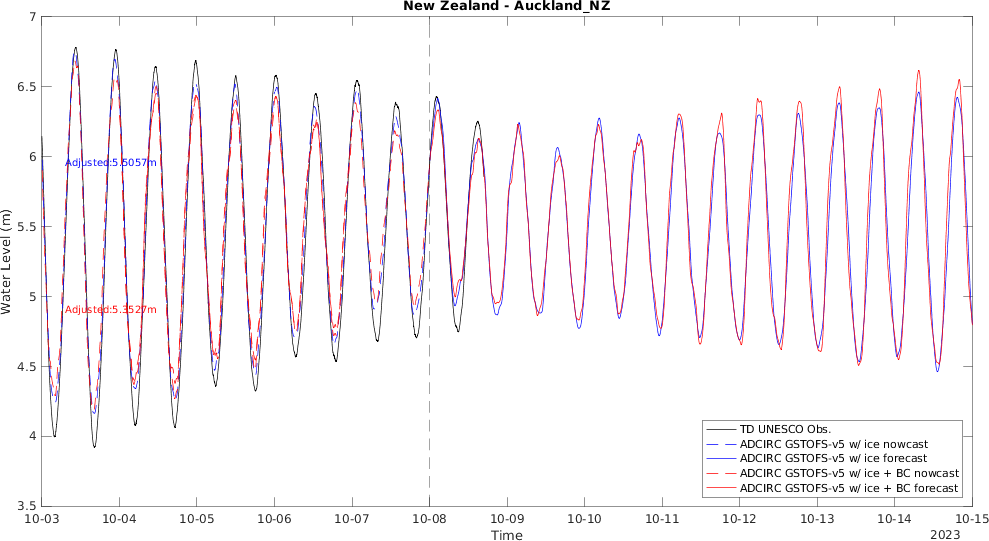 New Zealand - Auckland_NZ
7
6.5
6
5.5
5
4.5
4
3.5
Water Level (m)
Adjusted:5.5057m
Adjusted:5.3527m
TD UNESCO Obs.
ADCIRC GSTOFS-v5 w/ ice nowcast
ADCIRC GSTOFS-v5 w/ ice forecast
ADCIRC GSTOFS-v5 w/ ice + BC nowcast
ADCIRC GSTOFS-v5 w/ ice + BC forecast
10-03 10-04 10-05 10-06 10-07 10-08 10-09 10-10 10-11 10-12 10-13 10-14 10-15
Time
2023